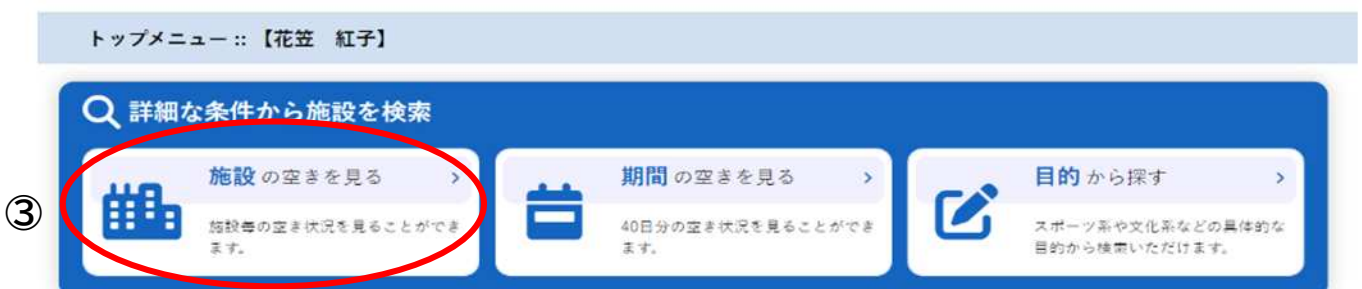 トップメニュー :: 【花笠　紅子】
詳細な条件から施設を検索
③
施設 の空きを見る
施設毎の空き状況を見ることができ
ます。
期間 の空きを見る
40日分の空き状況を見ることができ
ます。
目的 から探す
スポーツ系や文化系などの具体的な
目的から検索いただけます。